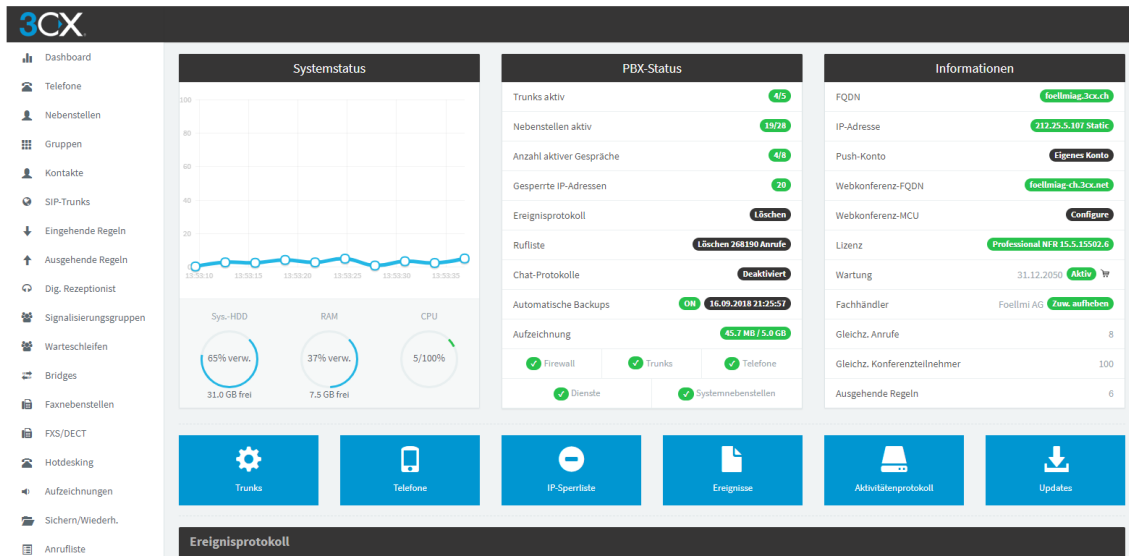 3CX
Dashboard
Telefone
Nebenstellen
Gruppen
Kontakte
SIP-Trunks
Eingehende Regeln
Ausgehende Regeln
Dig. Rezeptionist
Signalisierungsgruppen
Warteschleifen
Bridges
Faxnebenstellen
FXS/DECT
Hotdesking
Aufzeichnungen
Sichern/Wiederh.
Anrufliste
Systemstatus
100
80
60
40
20
0
13:53:10 13:53:15 13:53:20 13:53:25 13:53:30 13:53:35
Sys.-HDD RAM CPU
65% verw. 37% verw. 5/100%
31.0 GB frei 7.5 GB frei
PBX-Status
Trunks aktiv 4/5
Nebenstellen aktiv 19/28
Anzahl aktiver Gespräche 4/8
Gesperrte IP-Adressen 20
Ereignisprotokoll Löschen
Rufliste Löschen 268190 Anrufe
Chat-Protokolle Deaktiviert
Automatische Backups ON 16.09.2018 21:25:57
Aufzeichnung 45.7 MB / 5.0 GB
Firewall Trunks Telefone
Dienste Systemnebenstellen
Informationen
FQDN foellmiag.3cx.ch
IP-Adresse 212.25.5.107 Static
Push-Konto Eigenes Konto
Webkonferenz-FQDN foellmiag-ch.3cx.net
Webkonferenz-MCU Configure
Lizenz Professional NFR 15.5.15502.6
Wartung 31.12.2050 Aktiv
Fachhändler Foellmi AG Zuw. aufheben
Gleichz. Anrufe 8
Gleichz. Konferenzteilnehmer 100
Ausgehende Regeln 6
Trunks Telefone IP-Sperrliste Ereignisse Aktivitätenprotokoll Updates
Ereignisprotokoll